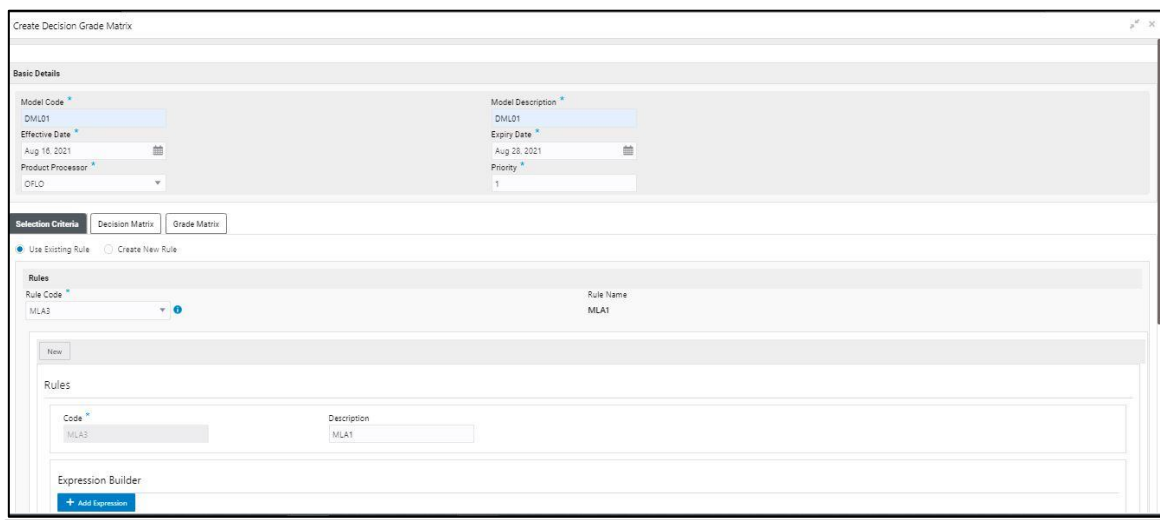 Create Decision Grade Matrix
Basic Details
Model Code *
DML01
Model Description *
DML01
Effective Date *
Aug 16, 2021
Expiry Date *
Aug 28, 2021
Product Processor *
OFLO
Priority *
1
Selection Criteria Decision Matrix Grade Matrix
Use Existing Rule Create New Rule
Rules
Rule Code *
MLA3
Rule Name
MLA1
New
Rules
Code *
MLA3
Description
MLA1
Expression Builder
+ Add Expression